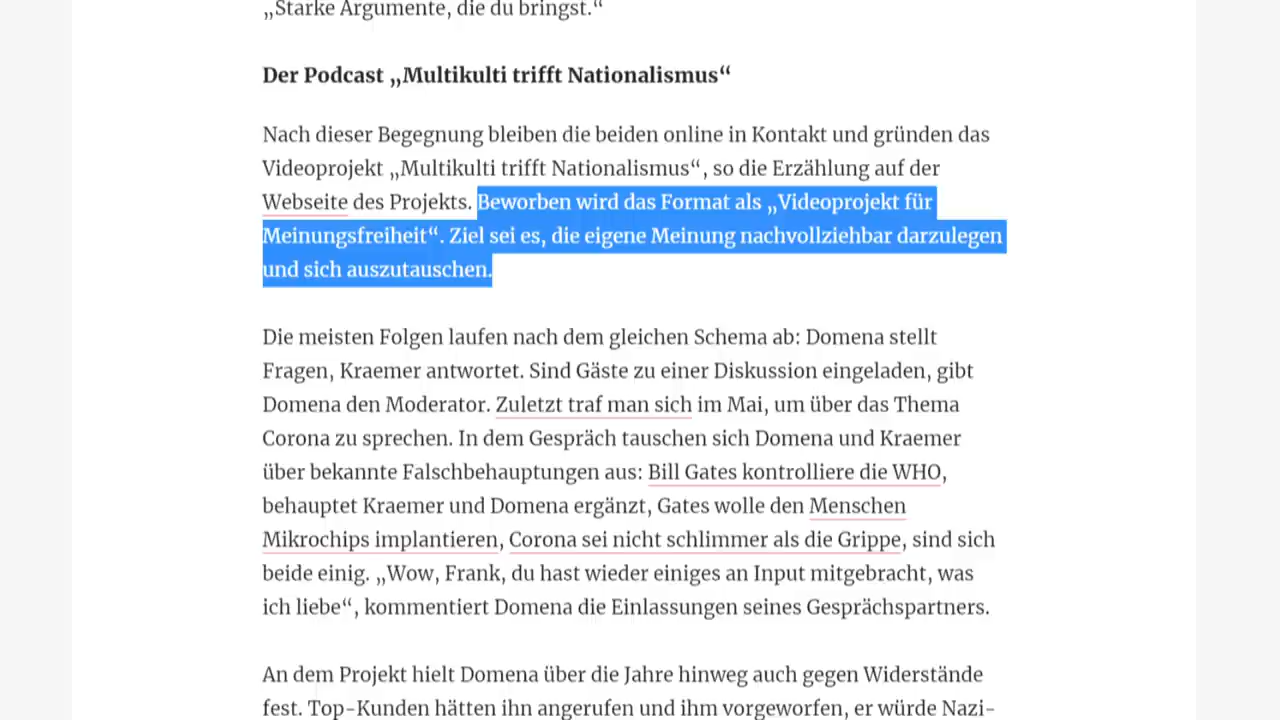 „Starke Argumente, die du bringst.“
Der Podcast „Multikulti trifft Nationalismus“
Nach dieser Begegnung bleiben die beiden online in Kontakt und gründen das
Videoprojekt „Multikulti trifft Nationalismus“, so die Erzählung auf der
Webseite des Projekts. Beworben wird das Format als „Videoprojekt für
Meinungsfreiheit“. Ziel sei es, die eigene Meinung nachvollziehbar darzulegen
und sich auszutauschen.
Die meisten Folgen laufen nach dem gleichen Schema ab: Domena stellt
Fragen, Kraemer antwortet. Sind Gäste zu einer Diskussion eingeladen, gibt
Domena den Moderator. Zuletzt traf man sich im Mai, um über das Thema
Corona zu sprechen. In dem Gespräch tauschen sich Domena und Kraemer
über bekannte Falschbehauptungen aus: Bill Gates kontrolliere die WHO,
behauptet Kraemer und Domena ergänzt, Gates wolle den Menschen
Mikrochips implantieren, Corona sei nicht schlimmer als die Grippe, sind sich
beide einig. „Wow, Frank, du hast wieder einiges an Input mitgebracht, was
ich liebe“, kommentiert Domena die Einlassungen seines Gesprächspartners.
An dem Projekt hielt Domena über die Jahre hinweg auch gegen Widerstände
fest. Top-Kunden hätten ihn angerufen und ihm vorgeworfen, er würde Nazi-